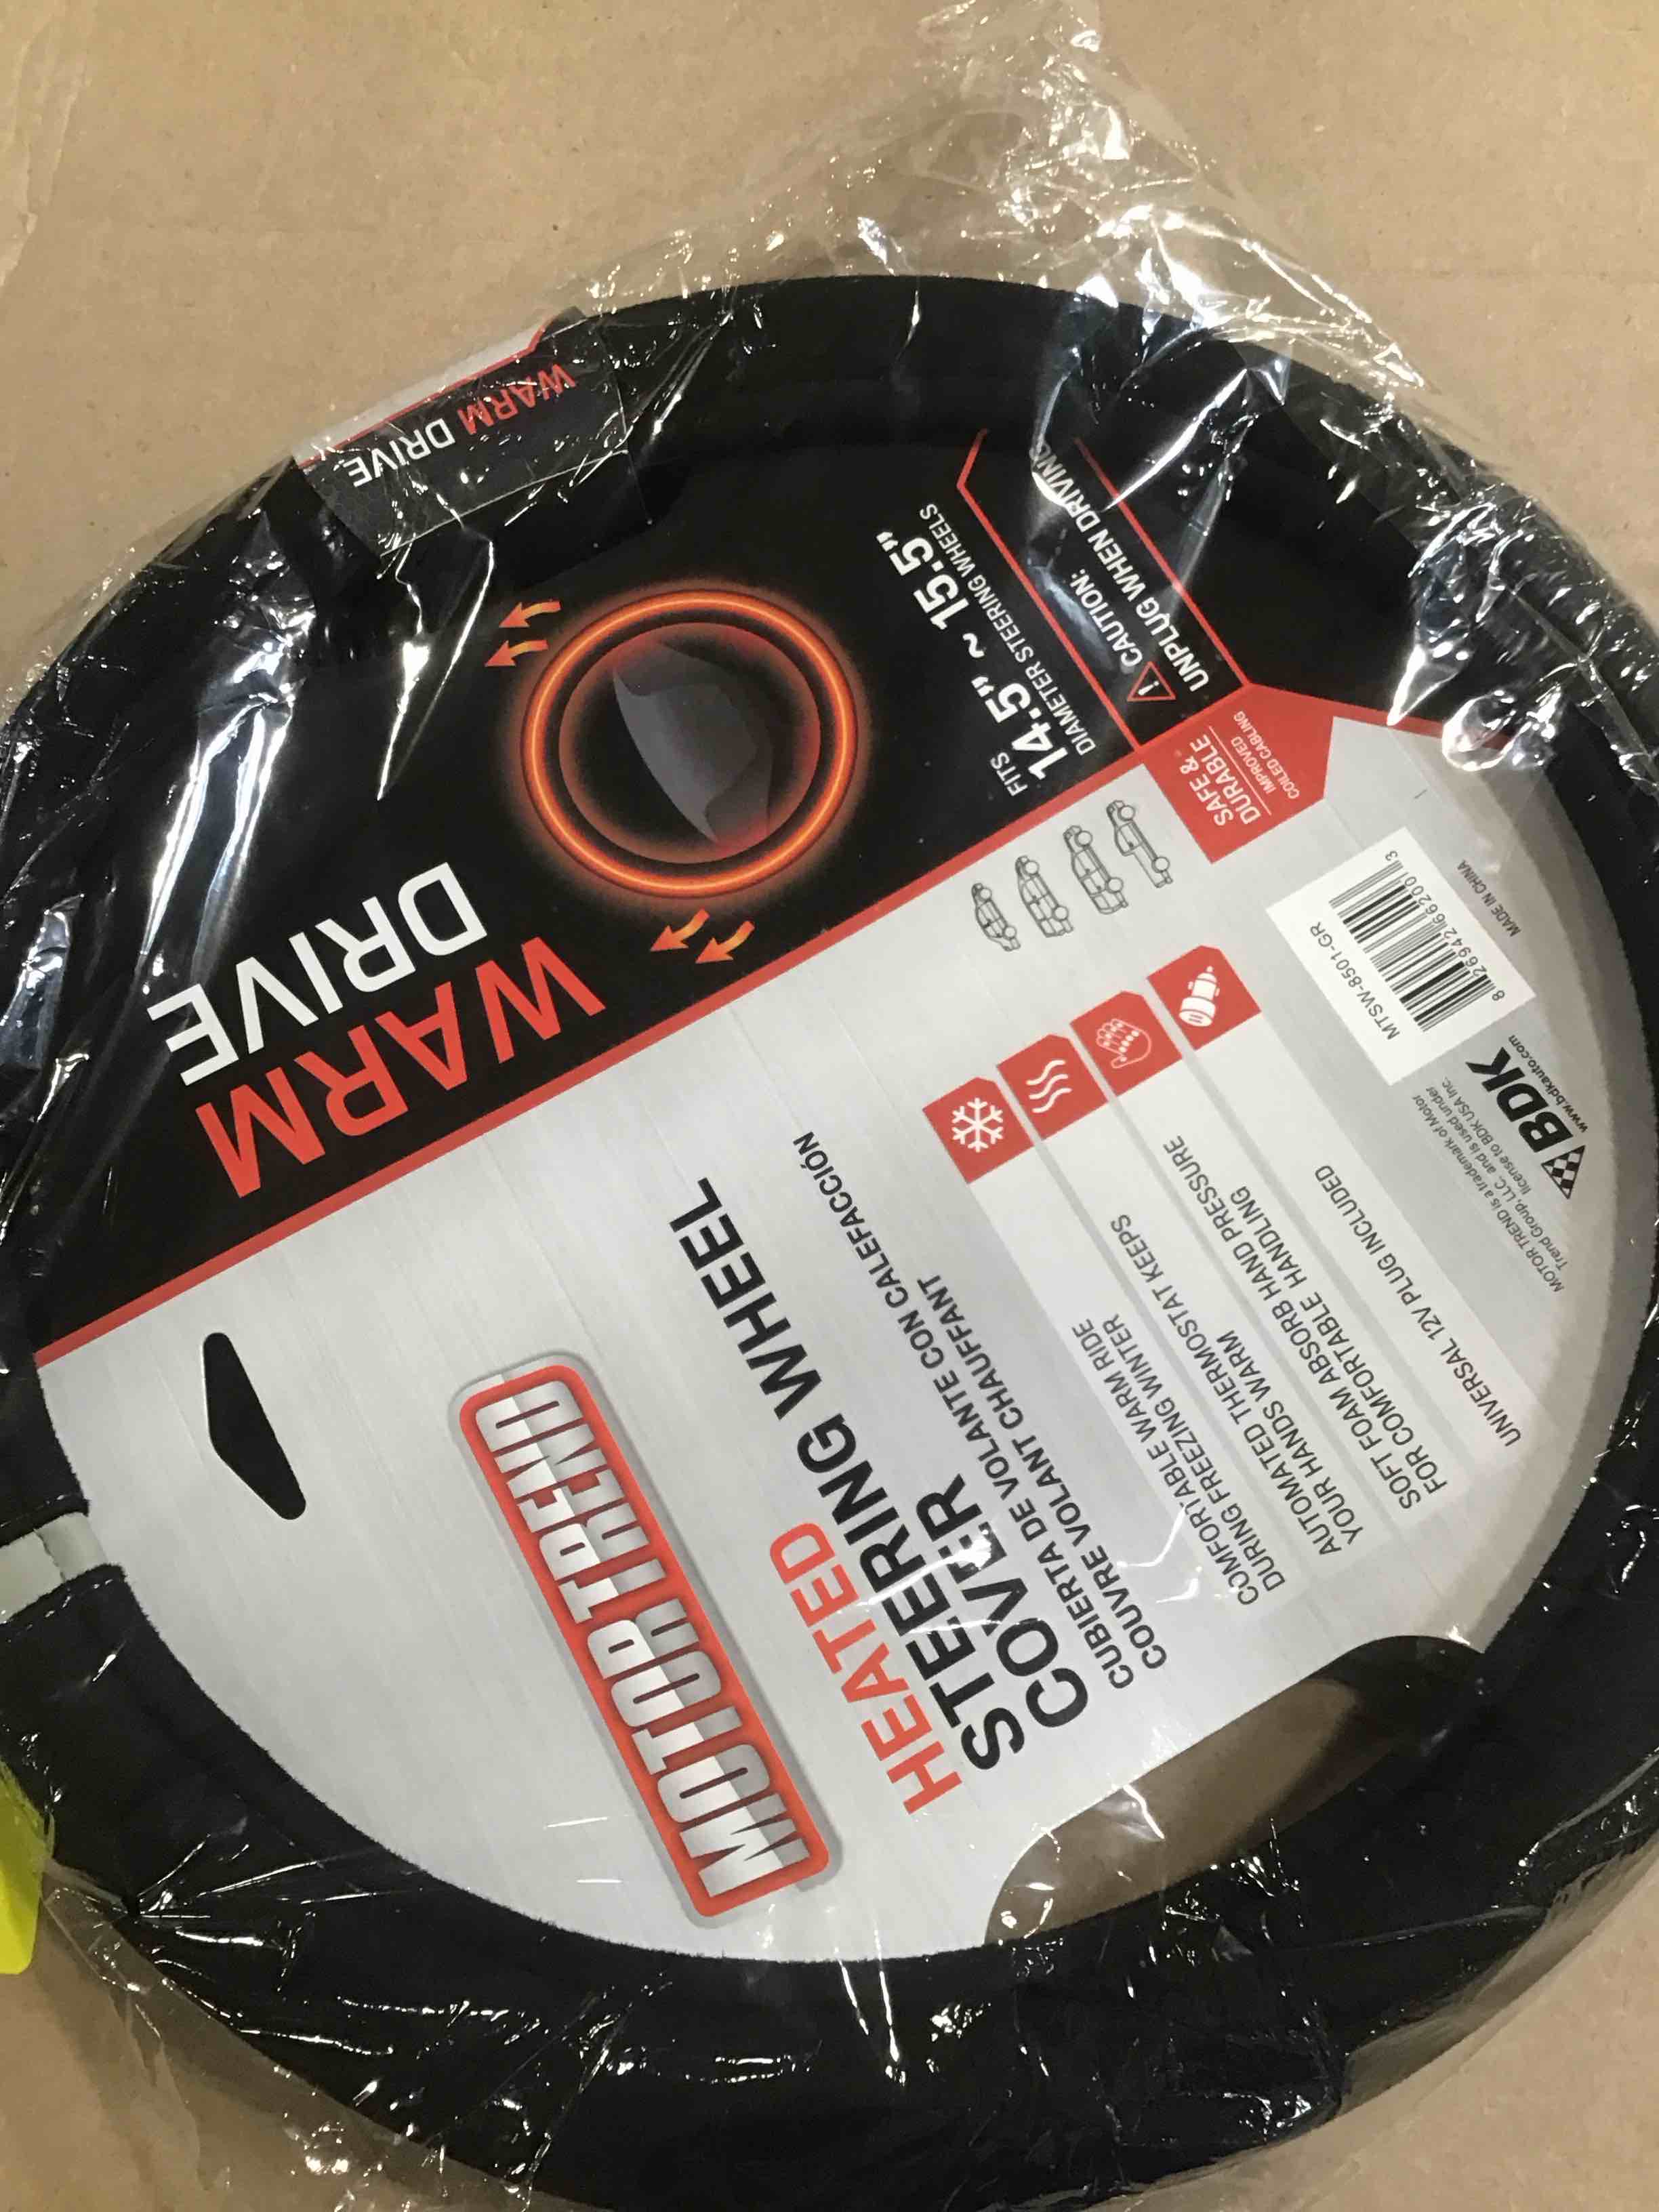 WARM DRIVE
MOTOR TREND
WARM
DRIVE
HEATED
STEERING WHEEL
COVER
CUBIERTA DE VOLANTE CON CALEFACCIÓN
COUVRE VOLANT CHAUFFANT
FITS
14.5" ~ 15.5"
DIAMETER STEERING WHEELS
CAUTION:
UNPLUG WHEN DRIVING
SAFE &
DURABLE
IMPROVED
COILED CABLING
COMFORTABLE WARM RIDE
DURING FREEZING WINTER
AUTOMATED THERMOSTAT KEEPS
YOUR HANDS WARM
SOFT FOAM ABSORB HAND PRESSURE
FOR COMFORTABLE HANDLING
UNIVERSAL 12V PLUG INCLUDED
MOTOR TREND is a trademark of Motor
Trend Group, LLC. and is used under
license to BDK USA Inc.
BDK
www.bdkauto.com
MTSW-8501-GR
8 26942 66200 3
MADE IN CHINA